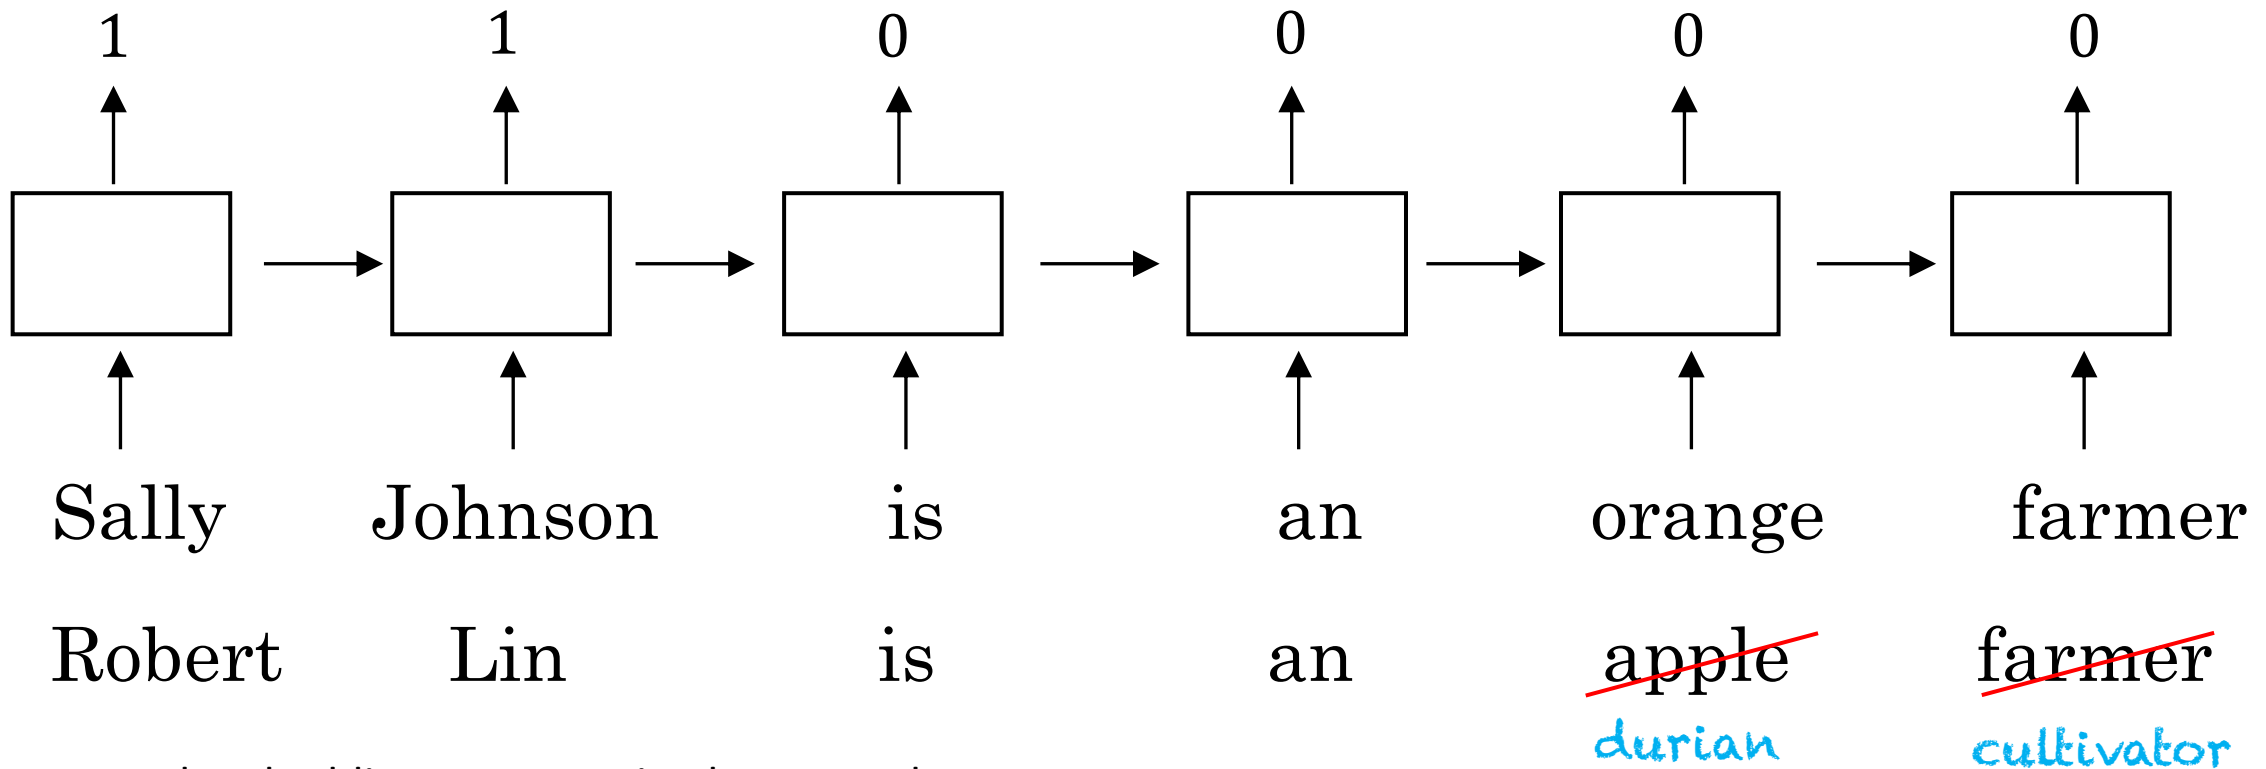 1 1 0 0 0 0
Sally Johnson is an orange farmer
Robert Lin is an apple farmer
durian cultivator